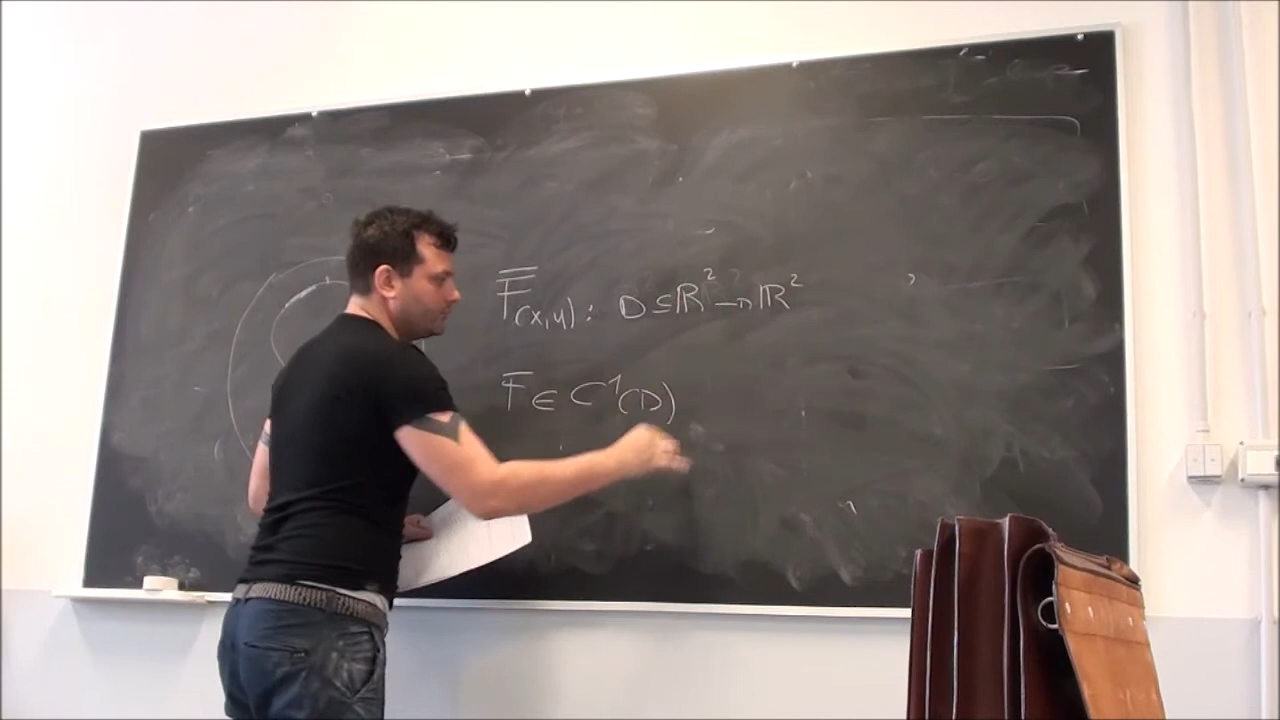 F̿(x,y): D ⊆ ℝ² → ℝ²
F̅ ∈ C¹(D)